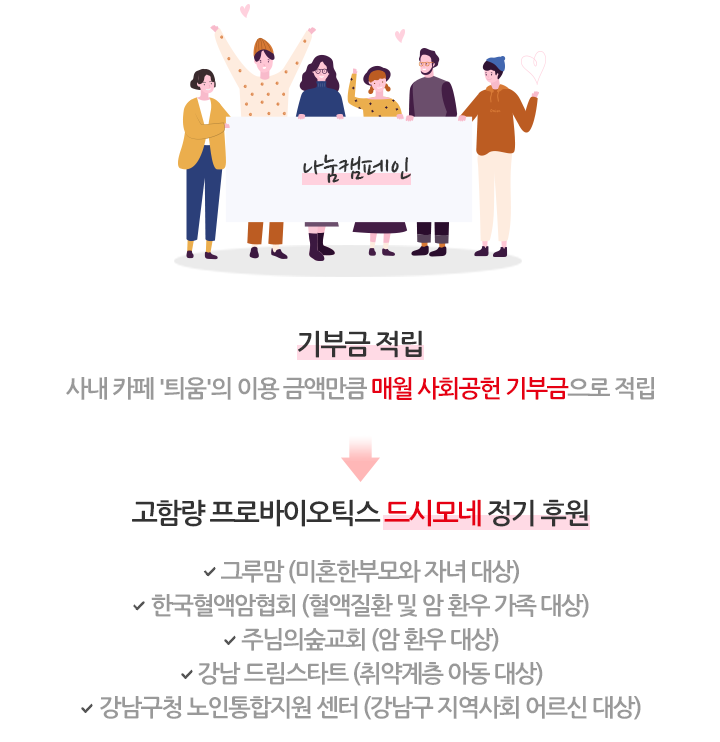 나눔캠페인
기부금 적립
사내 카페 '틔움'의 이용 금액만큼 매월 사회공헌 기부금으로 적립
고함량 프로바이오틱스 드시모네 정기 후원
그루맘 (미혼한부모와 자녀 대상)
한국혈액암협회 (혈액질환 및 암 환우 가족 대상)
주님의숲교회 (암 환우 대상)
강남 드림스타트 (취약계층 아동 대상)
강남구청 노인통합지원 센터 (강남구 지역사회 어르신 대상)